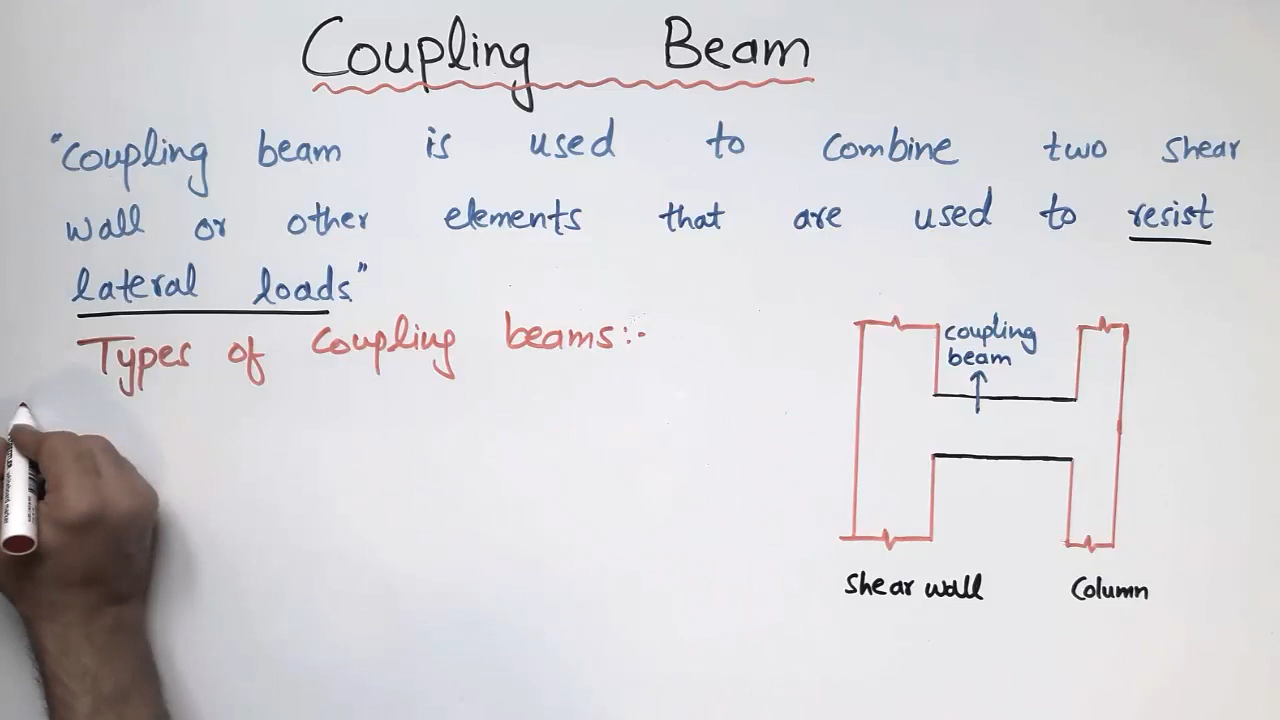 Coupling Beam
"Coupling beam is used to combine two shear
wall or other elements that are used to resist
lateral loads"
Types of coupling beams:-
coupling
beam
Shear wall
Column